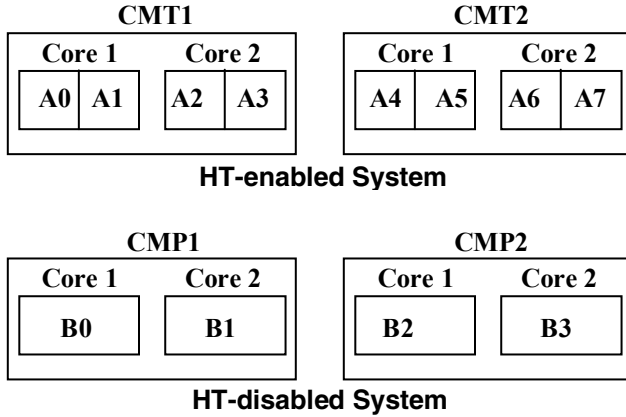 CMT1 CMT2
Core 1 Core 2 Core 1 Core 2
A0 A1 A2 A3 A4 A5 A6 A7
HT-enabled System
CMP1 CMP2
Core 1 Core 2 Core 1 Core 2
B0 B1 B2 B3
HT-disabled System